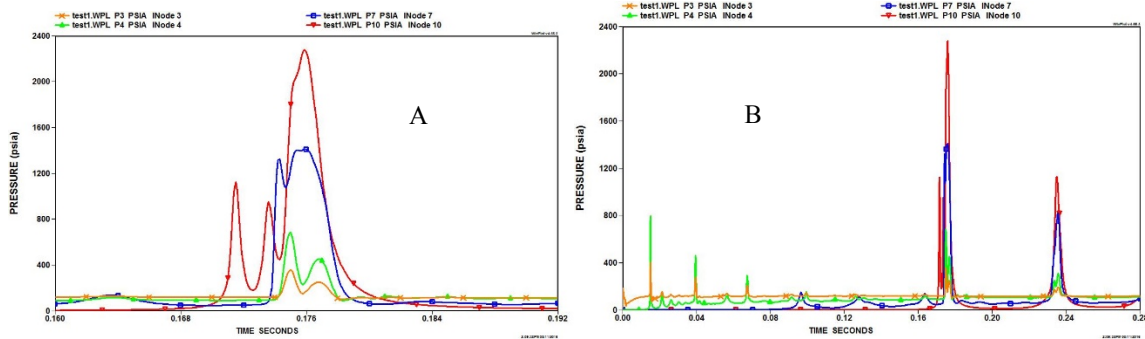 test1.WPL P3 PSIA INode 3 test1.WPL P7 PSIA INode 7
test1.WPL P4 PSIA INode 4 test1.WPL P10 PSIA INode 10
2400
2000
1600
1200
800
400
0.0
PRESSURE (psia)
A
0.160 0.168 0.176 0.184 0.192
TIME SECONDS
test1.WPL P3 PSIA INode 3 test1.WPL P7 PSIA INode 7
test1.WPL P4 PSIA INode 4 test1.WPL P10 PSIA INode 10
2400
2000
1600
1200
800
400
0.0
PRESSURE (psia)
B
0.00 0.04 0.08 0.12 0.16 0.20 0.24 0.28
TIME SECONDS